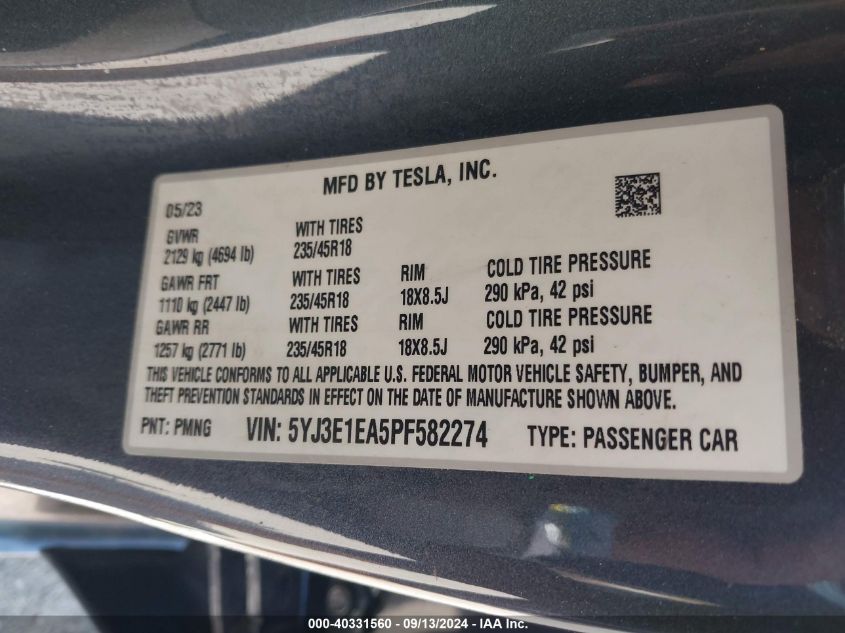 MFD BY TESLA, INC.
05/23
GVWR
2129 kg (4694 lb)
WITH TIRES
235/45R18
GAWR FRT
1110 kg (2447 lb)
WITH TIRES
235/45R18
RIM
18X8.5J
COLD TIRE PRESSURE
290 kPa, 42 psi
GAWR RR
1257 kg (2771 lb)
WITH TIRES
235/45R18
RIM
18X8.5J
COLD TIRE PRESSURE
290 kPa, 42 psi
THIS VEHICLE CONFORMS TO ALL APPLICABLE U.S. FEDERAL MOTOR VEHICLE SAFETY, BUMPER, AND
THEFT PREVENTION STANDARDS IN EFFECT ON THE DATE OF MANUFACTURE SHOWN ABOVE.
PNT: PMNG VIN: 5YJ3E1EA5PF582274 TYPE: PASSENGER CAR
000-40331560 - 09/13/2024 - IAA Inc.